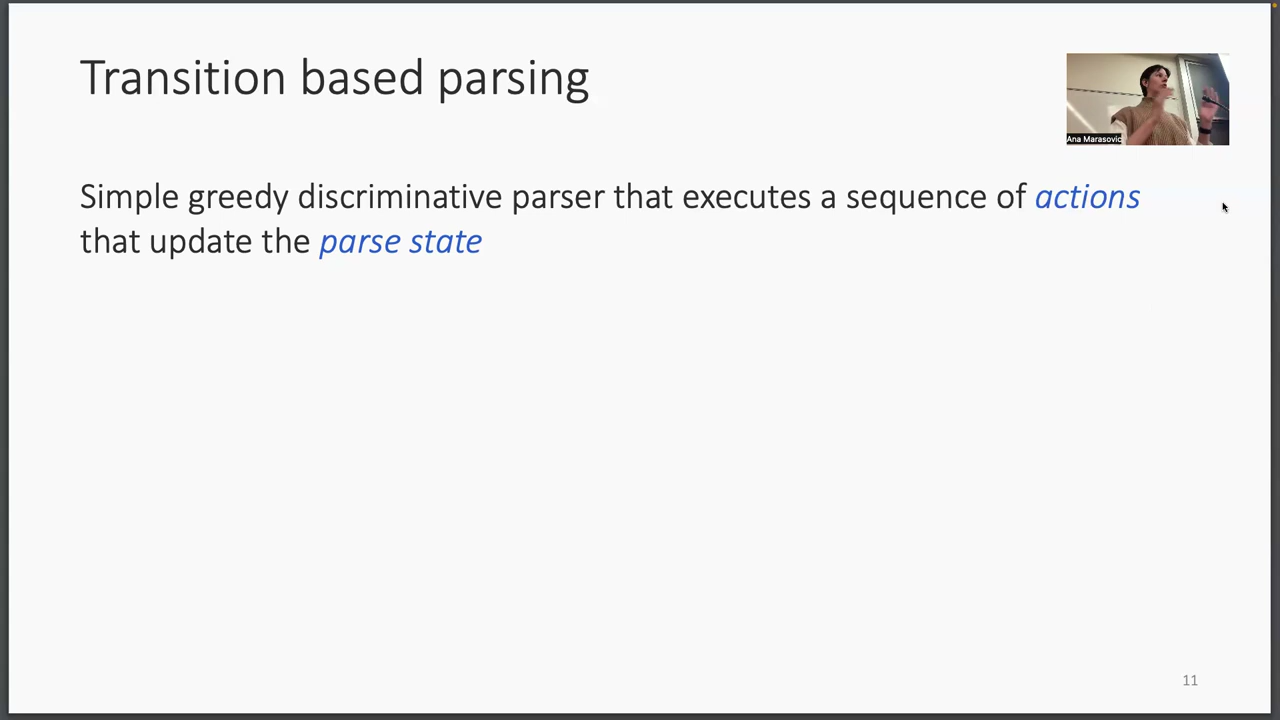 Transition based parsing
Ana Marasovic
Simple greedy discriminative parser that executes a sequence of actions
that update the parse state
11